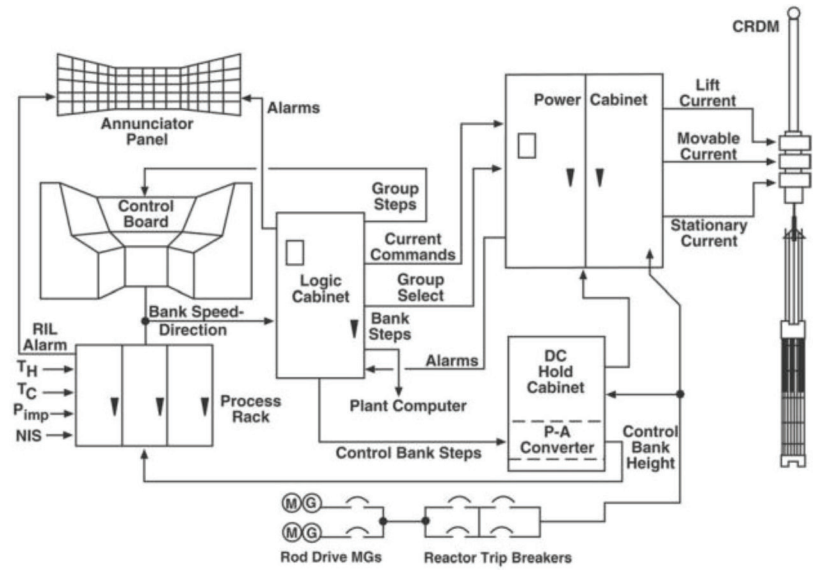 CRDM
Lift
Current
Power Cabinet
Movable
Current
Alarms
Annunciator
Panel
Group
Steps
Control
Board
Stationary
Current
Current
Commands
Logic
Cabinet
Group
Select
Bank Speed-
Direction
Bank
Steps
RIL
Alarm
Alarms
DC
Hold
Cabinet
TH
TC
Pimp
NIS
Process
Rack
Plant Computer
P-A
Converter
Control
Bank
Height
Control Bank Steps
M G
M G
Rod Drive MGs
Reactor Trip Breakers